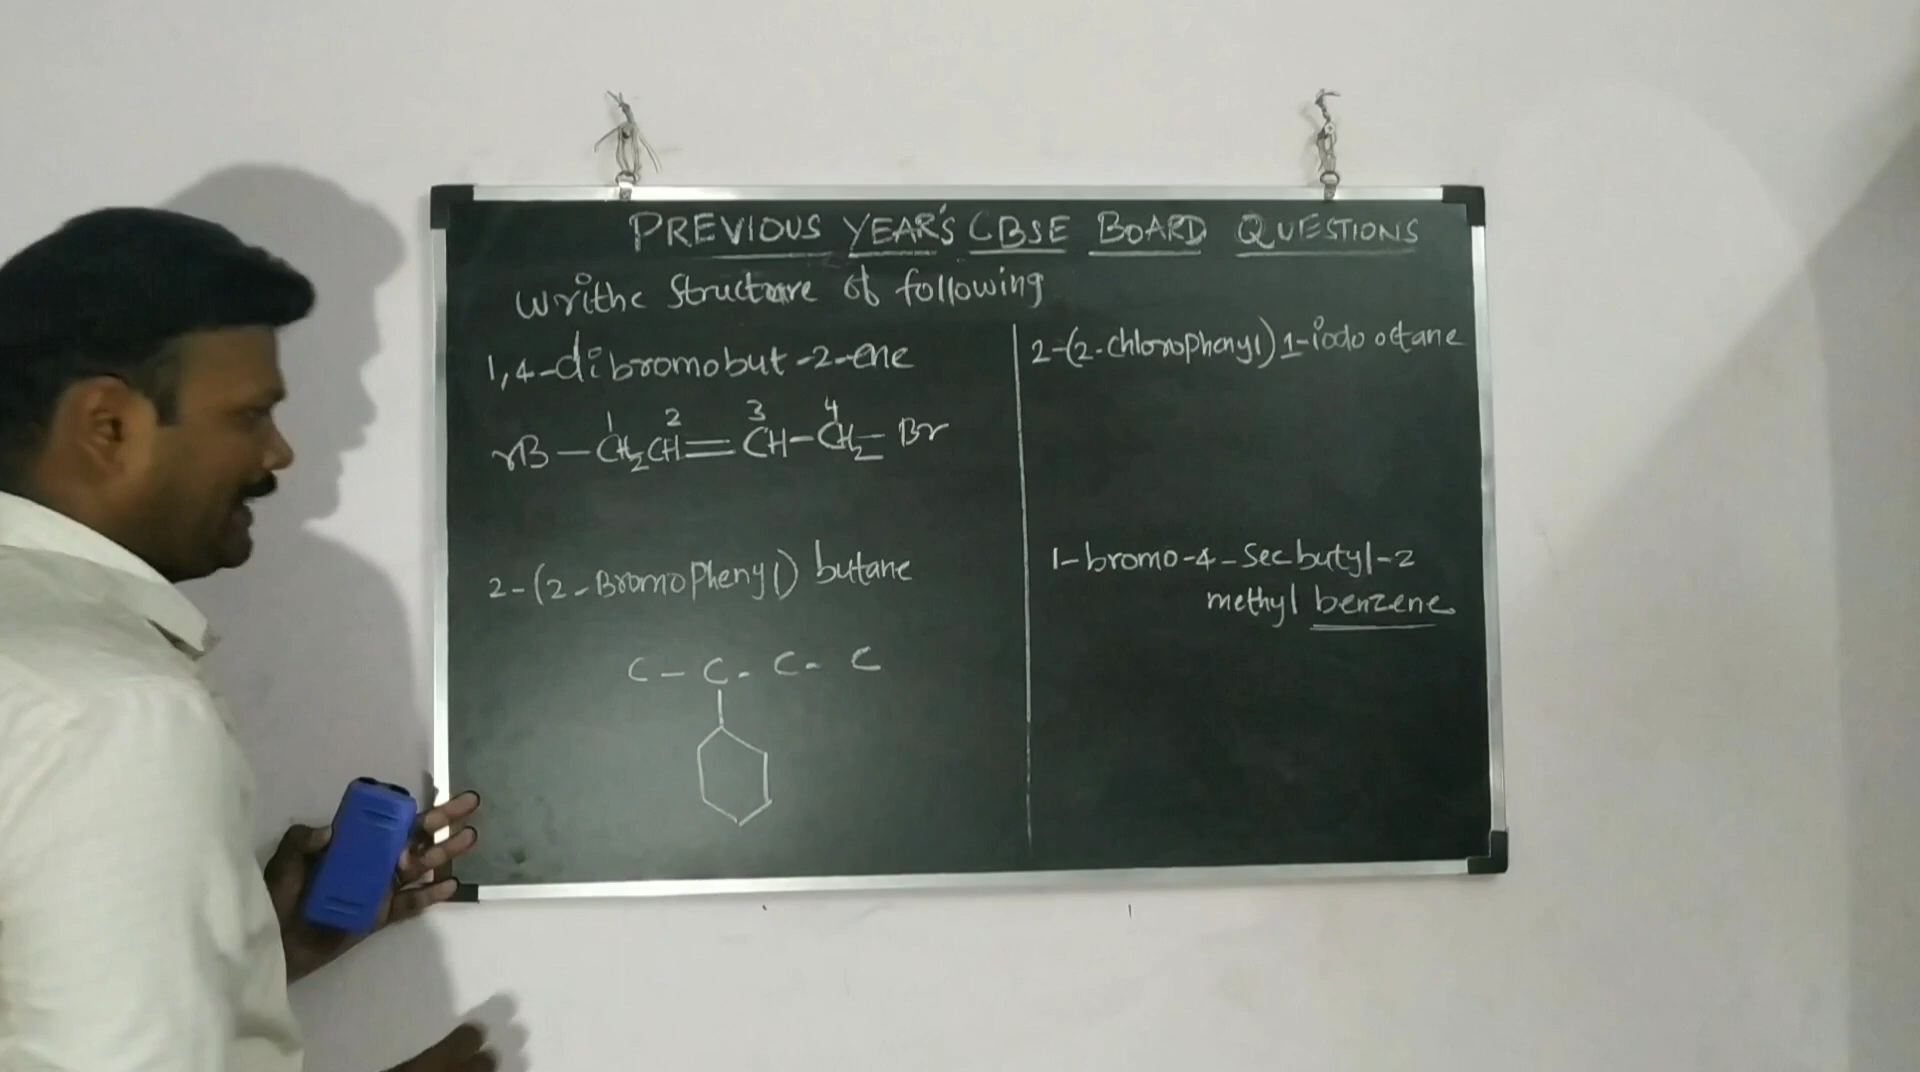 PREVIOUS YEAR'S CBSE BOARD QUESTIONS
writhe structure of following
1,4-dibromobut-2-ene
1 2 3 4
rB — CH2CH = CH - CH2 - Br
2-(2-Bromophenyl) butane
C - C - C - C
2-(2-chlorophenyl) 1-iodo octane
1-bromo-4-Sec butyl-2
methyl benzene